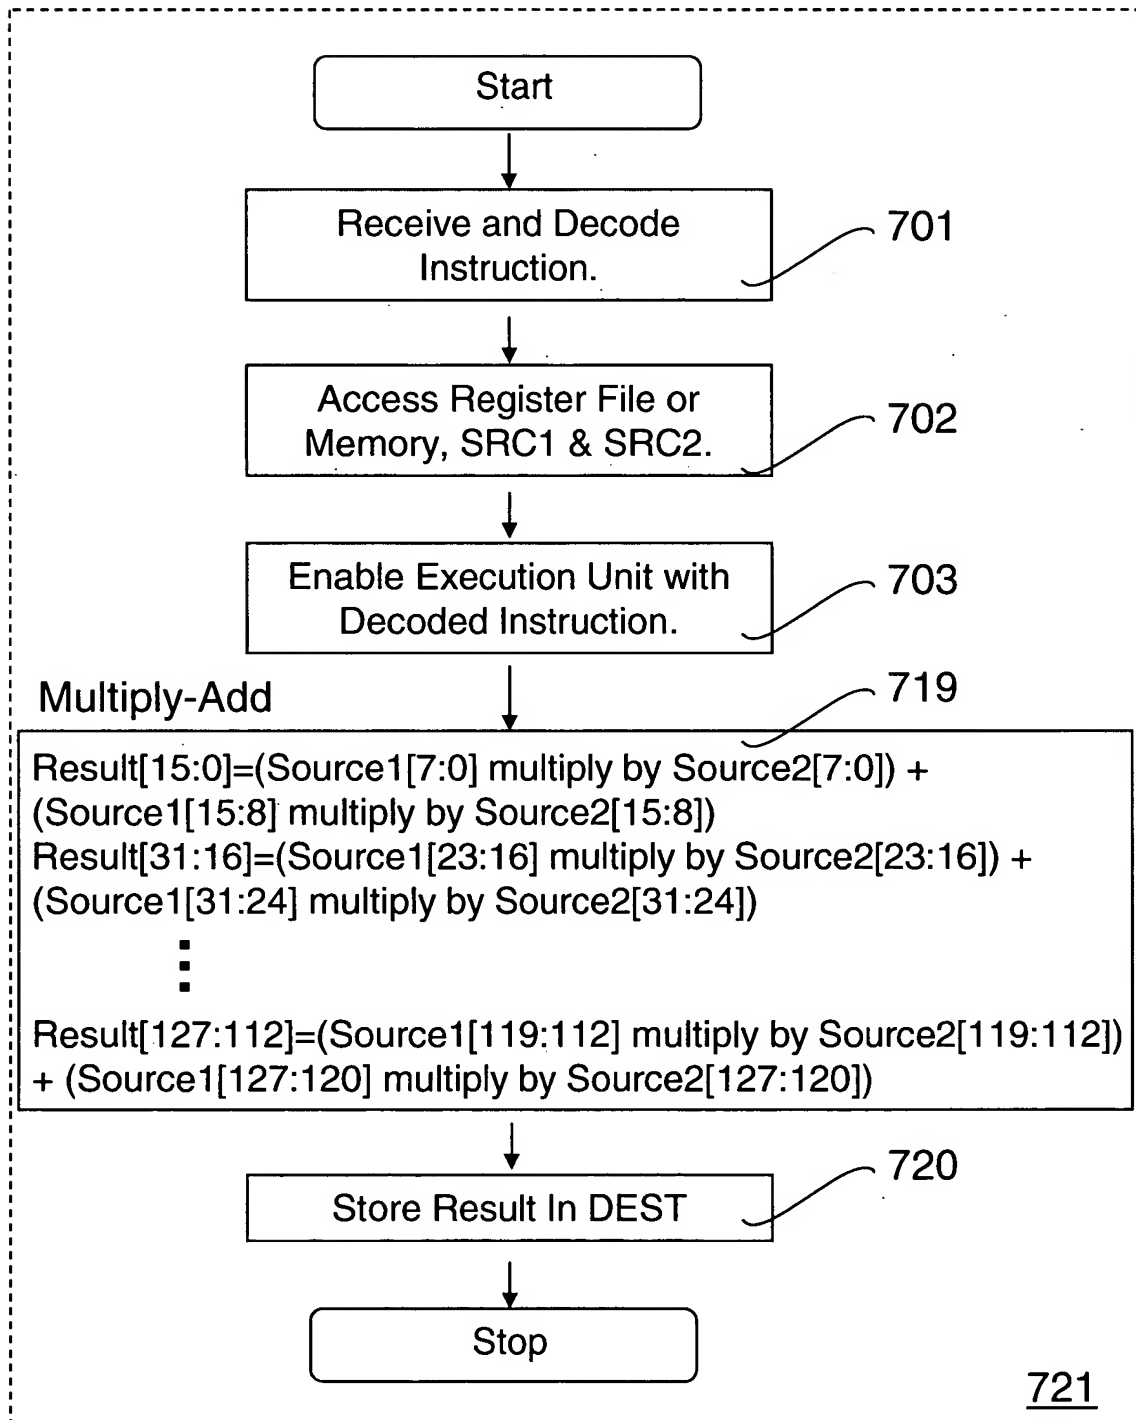 Start
Receive and Decode
Instruction.
701
Access Register File or
Memory, SRC1 & SRC2.
702
Enable Execution Unit with
Decoded Instruction.
703
Multiply-Add
719
Result[15:0]=(Source1[7:0] multiply by Source2[7:0]) +
(Source1[15:8] multiply by Source2[15:8])
Result[31:16]=(Source1[23:16] multiply by Source2[23:16]) +
(Source1[31:24] multiply by Source2[31:24])
Result[127:112]=(Source1[119:112] multiply by Source2[119:112])
+ (Source1[127:120] multiply by Source2[127:120])
720
Store Result In DEST
Stop
721